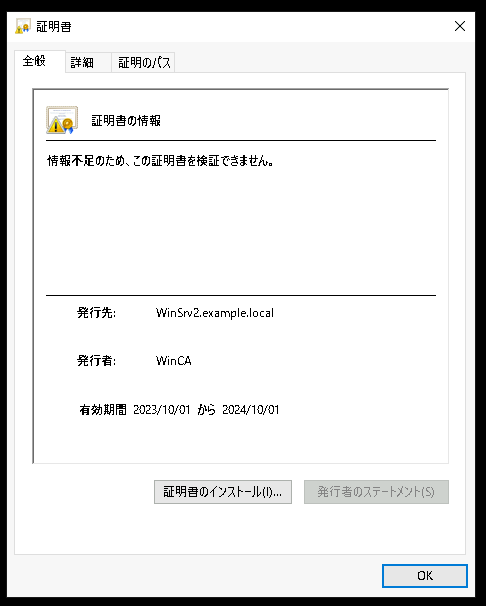 証明書
全般 詳細 証明のパス
証明書の情報
情報不足のため、この証明書を検証できません。
発行先: WinSrv2.example.local
発行者: WinCA
有効期間 2023/10/01 から 2024/10/01
証明書のインストール(I)... 発行者のステートメント(S)
OK